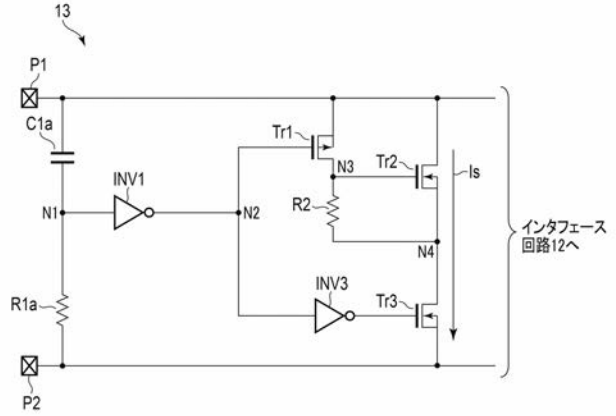 13
P1
C1a
Tr1
N3
Tr2
Is
INV1
N1
N2
R2
インタフェース
回路12へ
N4
INV3
Tr3
R1a
P2